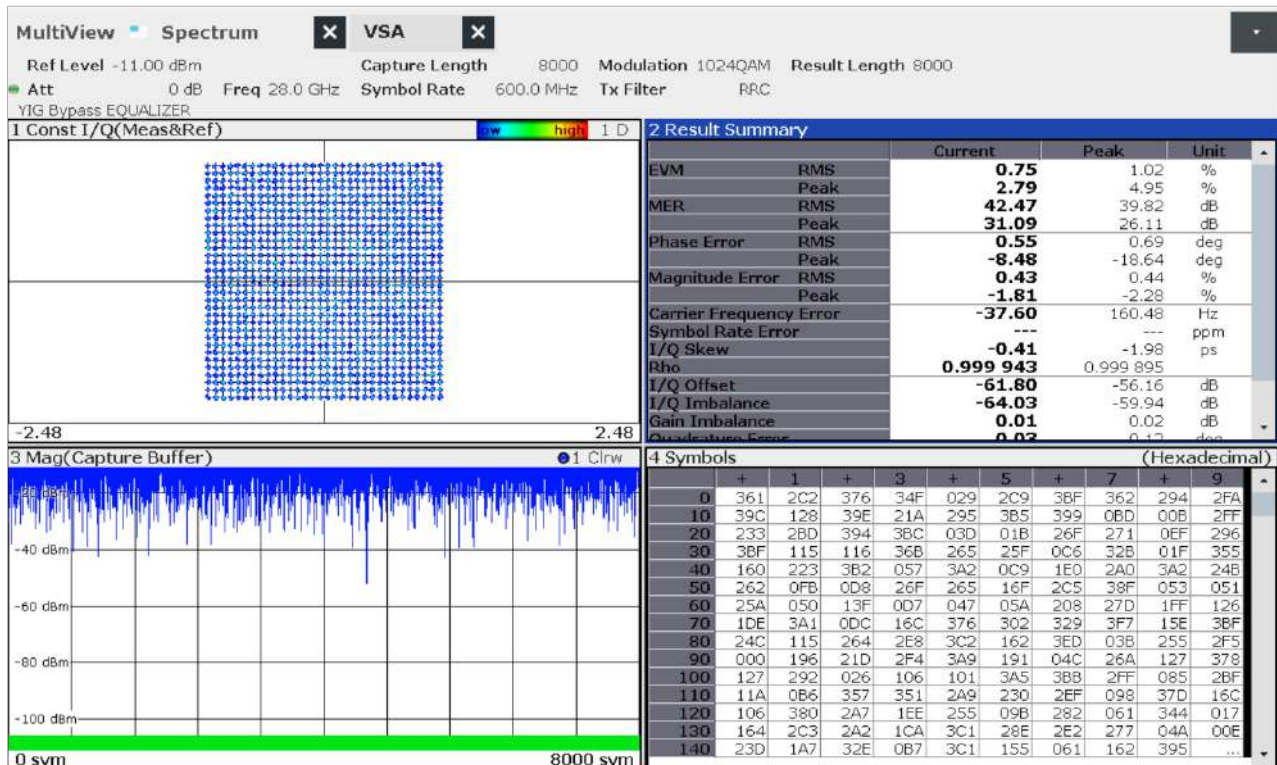 MultiView Spectrum X VSA X
Ref Level -11.00 dBm Capture Length 8000 Modulation 1024QAM Result Length 8000
Att 0 dB Freq 28.0 GHz Symbol Rate 600.0 MHz Tx Filter RRC
YIG Bypass EQUALIZER
1 Const I/Q(Meas&Ref) low high 1 D
-2.48 2.48
2 Result Summary
Current Peak Unit
EVM RMS 0.75 1.02 %
Peak 2.79 4.95 %
MER RMS 42.47 39.82 dB
Peak 31.09 26.11 dB
Phase Error RMS 0.55 0.69 deg
Peak -8.48 -18.64 deg
Magnitude Error RMS 0.43 0.44 %
Peak -1.81 -2.28 %
Carrier Frequency Error -37.60 160.48 Hz
Symbol Rate Error --- --- ppm
I/Q Skew -0.41 -1.98 ps
Rho 0.999 943 0.999 895
I/Q Offset -61.80 -56.16 dB
I/Q Imbalance -64.03 -59.94 dB
Gain Imbalance 0.01 0.02 dB
Quadrature Error 0.03 0.12 deg
3 Mag(Capture Buffer) 1 Clrw
-20 dBm
-40 dBm
-60 dBm
-80 dBm
-100 dBm
0 sym 8000 sym
4 Symbols (Hexadecimal)
+ 1 + 3 + 5 + 7 + 9
0 361 2C2 376 34F 029 2C9 3BF 362 294 2FA
10 39C 128 39E 21A 295 3B5 399 0BD 00B 2FF
20 233 2BD 394 3BC 03D 01B 26F 271 0EF 296
30 3BF 115 116 36B 265 25F 0C6 32B 01F 355
40 160 223 3B2 057 3A2 0C9 1E0 2A0 3A2 24B
50 262 0FB 0D8 26F 265 16F 2C5 38F 053 051
60 25A 050 13F 0D7 047 05A 208 27D 1FF 126
70 1DE 3A1 0DC 16C 376 302 329 3F7 15E 3BF
80 24C 115 264 2E8 3C2 162 3ED 03B 255 2F5
90 000 196 21D 2F4 3A9 191 04C 26A 127 378
100 127 292 026 106 101 3A5 3BB 2FF 085 2BF
110 11A 0B6 357 351 2A9 230 2EF 098 37D 16C
120 106 380 2A7 1EE 255 09B 282 061 344 017
130 164 2C3 2A2 1CA 3C1 28E 2E2 277 04A 00E
140 23D 1A7 32E 0B7 3C1 155 061 162 395 ...